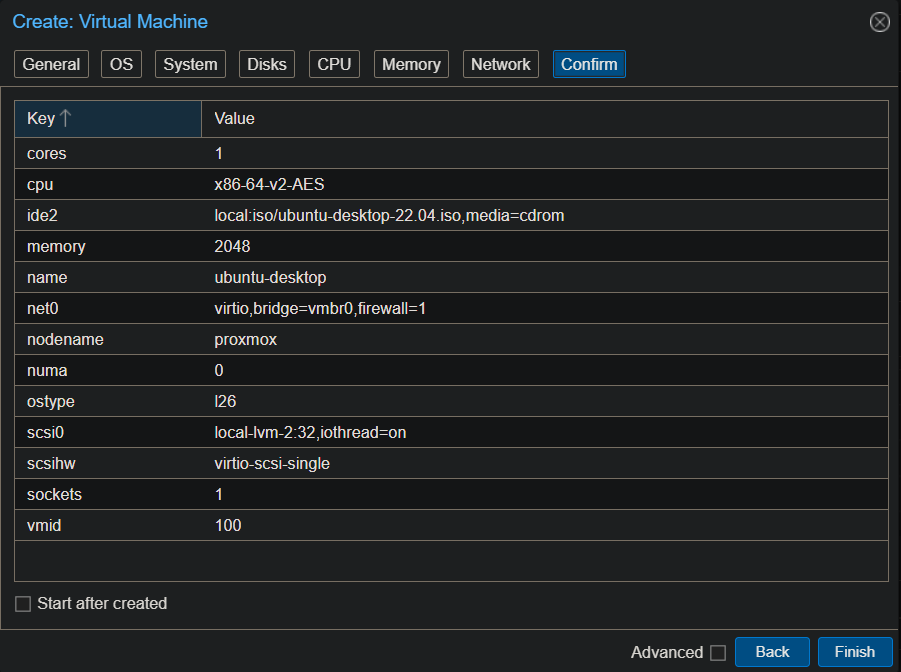 Create: Virtual Machine
General OS System Disks CPU Memory Network Confirm
Key Value
cores 1
cpu x86-64-v2-AES
ide2 local:iso/ubuntu-desktop-22.04.iso,media=cdrom
memory 2048
name ubuntu-desktop
net0 virtio,bridge=vmbr0,firewall=1
nodename proxmox
numa 0
ostype l26
scsi0 local-lvm-2:32,iothread=on
scsihw virtio-scsi-single
sockets 1
vmid 100
Start after created
Advanced Back Finish